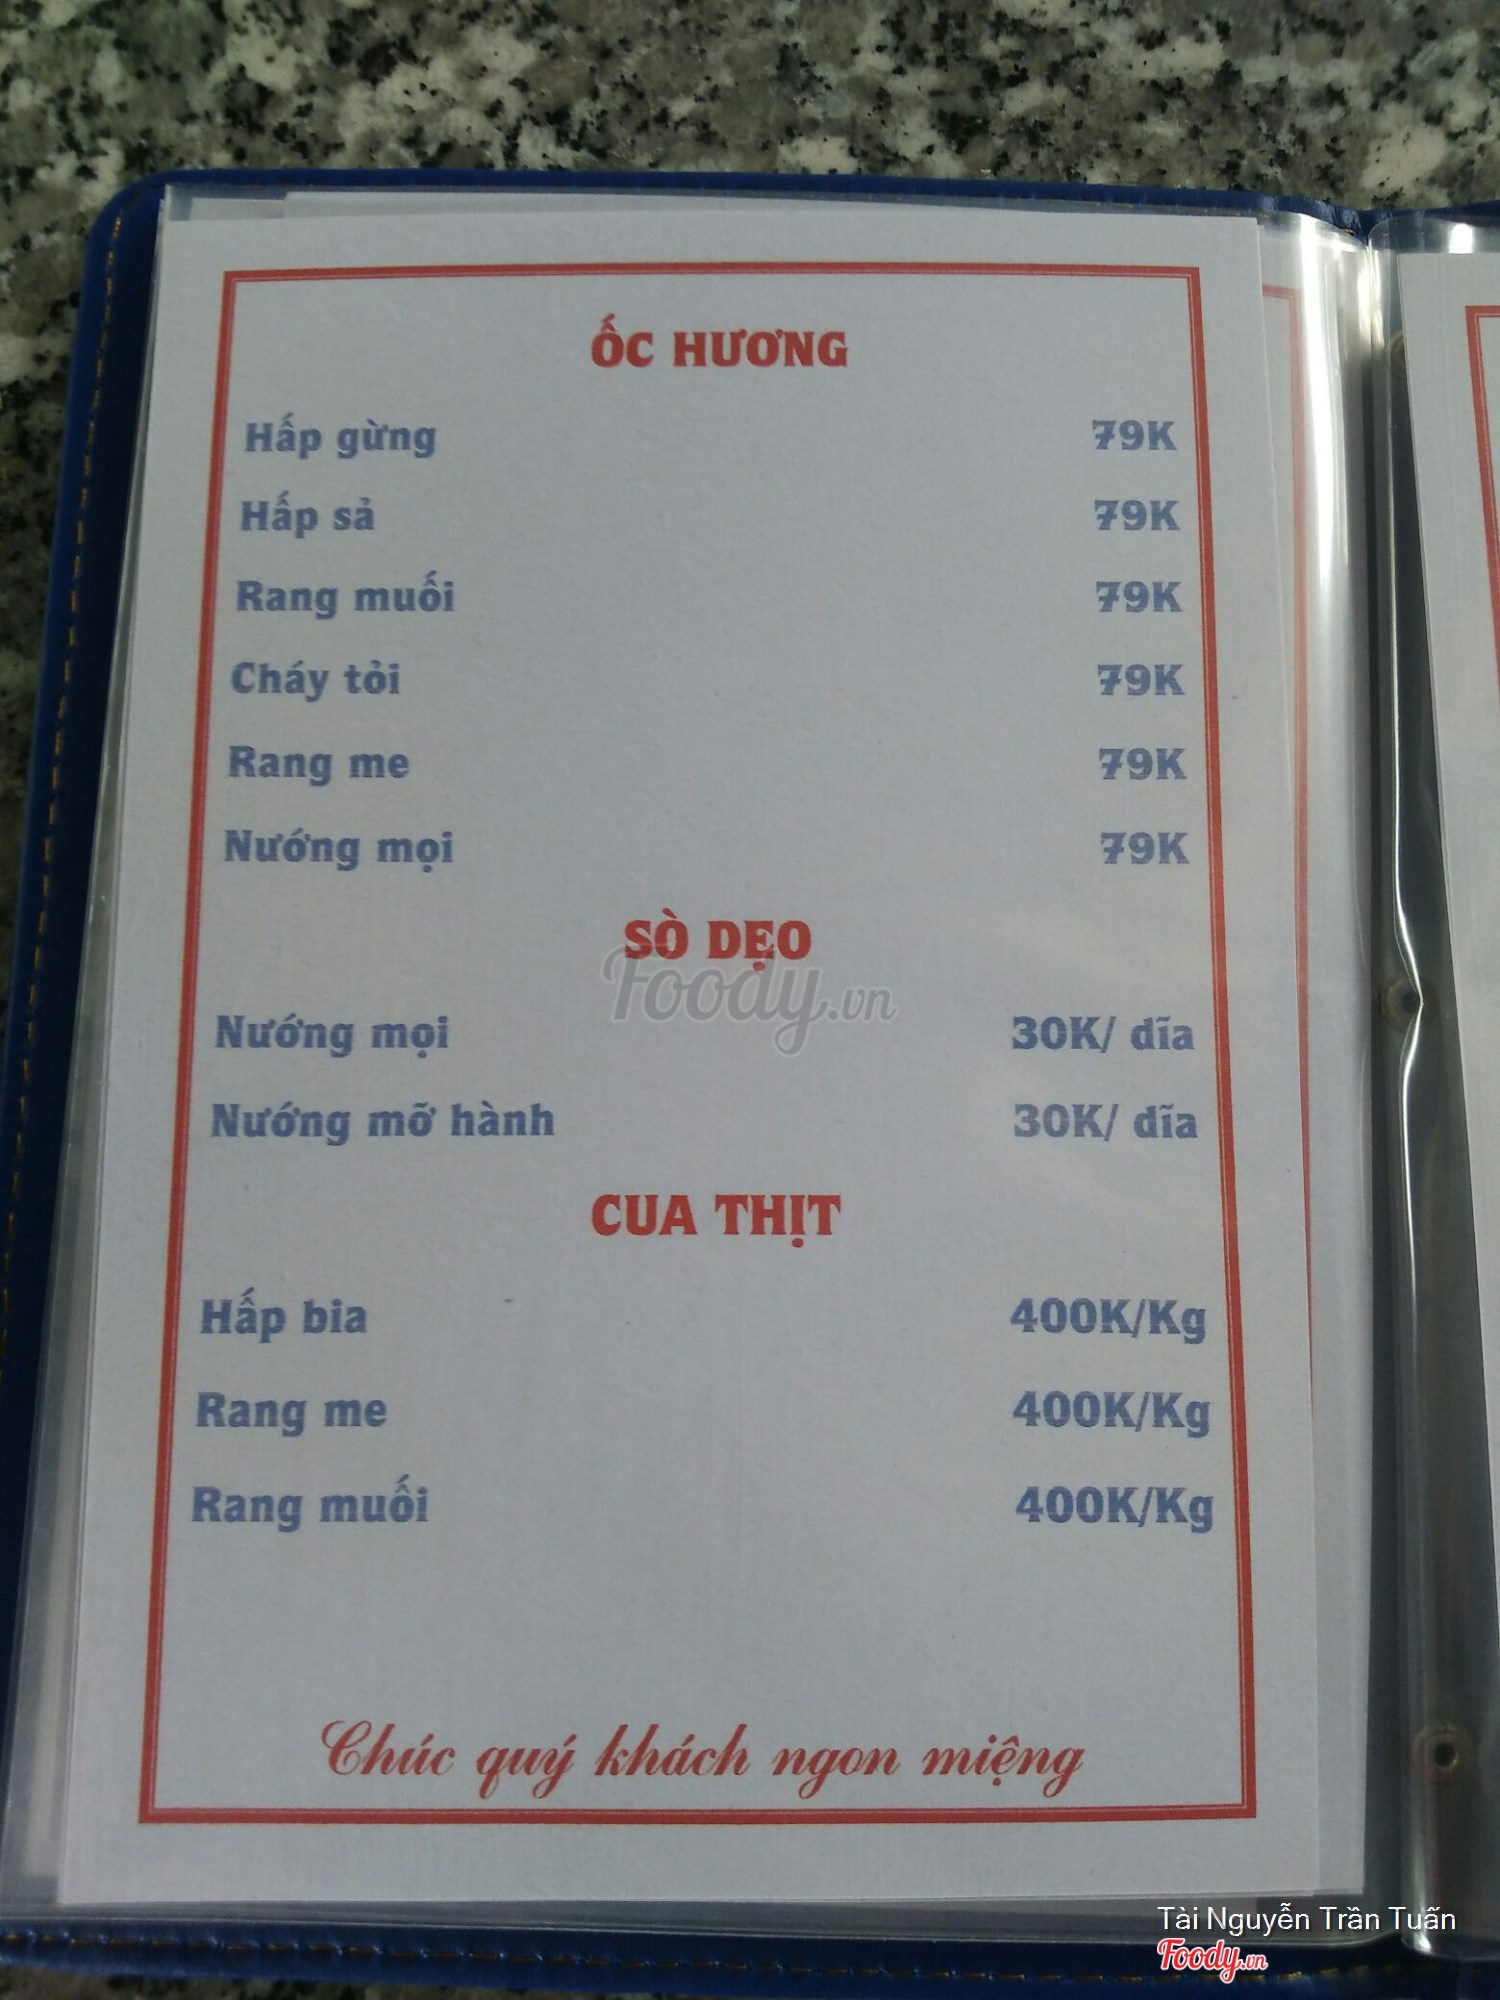 ỐC HƯƠNG
Hấp gừng 79K
Hấp sả 79K
Rang muối 79K
Cháy tỏi 79K
Rang me 79K
Nướng mọi 79K
SÒ DẸO
Foody.vn
Nướng mọi 30K/ dĩa
Nướng mỡ hành 30K/ dĩa
CUA THỊT
Hấp bia 400K/Kg
Rang me 400K/Kg
Rang muối 400K/Kg
Chúc quý khách ngon miệng
Tài Nguyễn Trần Tuấn
Foody.vn